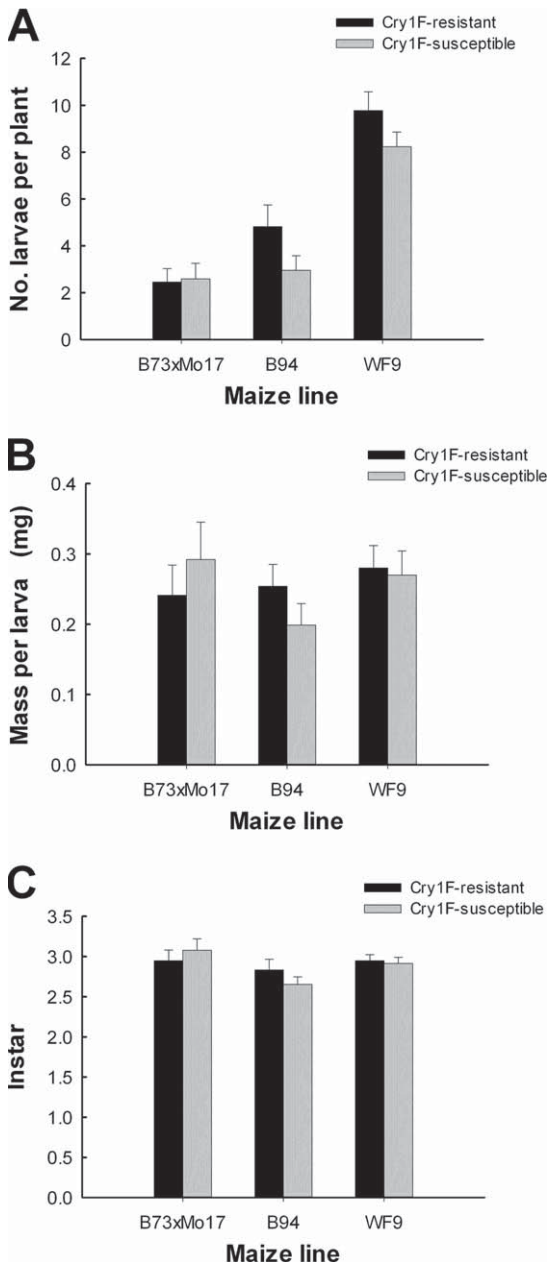 A
Cry1F-resistant
Cry1F-susceptible
No. larvae per plant
12
10
8
6
4
2
0
B73xMo17 B94 WF9
Maize line
B
Cry1F-resistant
Cry1F-susceptible
Mass per larva (mg)
0.4
0.3
0.2
0.1
0.0
B73xMo17 B94 WF9
Maize line
C
Cry1F-resistant
Cry1F-susceptible
Instar
3.5
3.0
2.5
2.0
1.5
1.0
0.5
0.0
B73xMo17 B94 WF9
Maize line